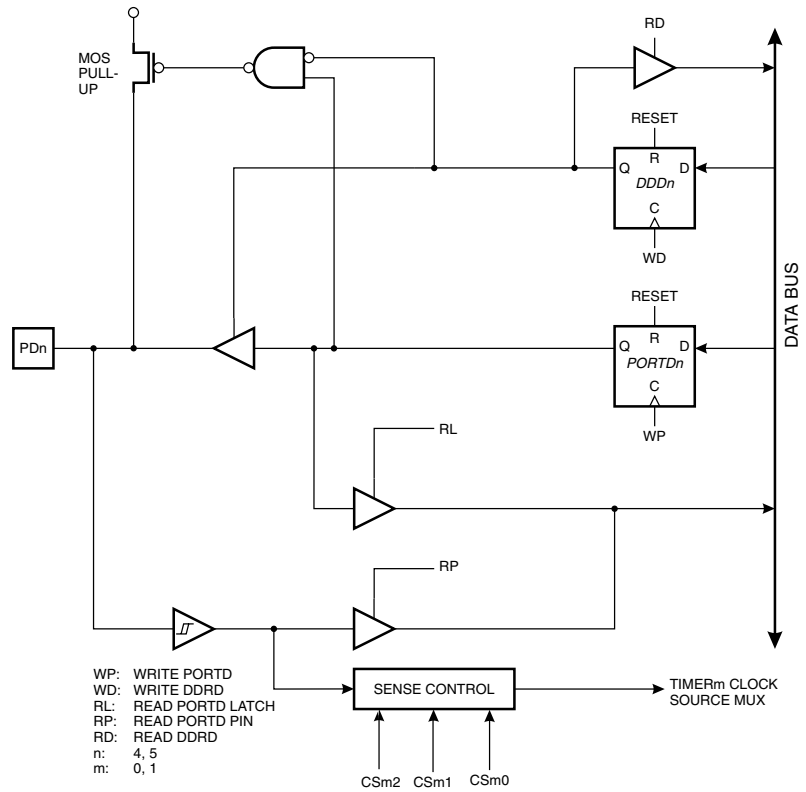 RD
MOS
PULL-
UP
RESET
R
Q
D
DDDn
C
WD
DATA BUS
RESET
R
PDn
Q
D
PORTDn
C
WP
RL
RP
WP: WRITE PORTD
WD: WRITE DDRD
RL: READ PORTD LATCH
RP: READ PORTD PIN
RD: READ DDRD
n: 4, 5
m: 0, 1
SENSE CONTROL
TIMERm CLOCK
SOURCE MUX
CSm2 CSm1 CSm0